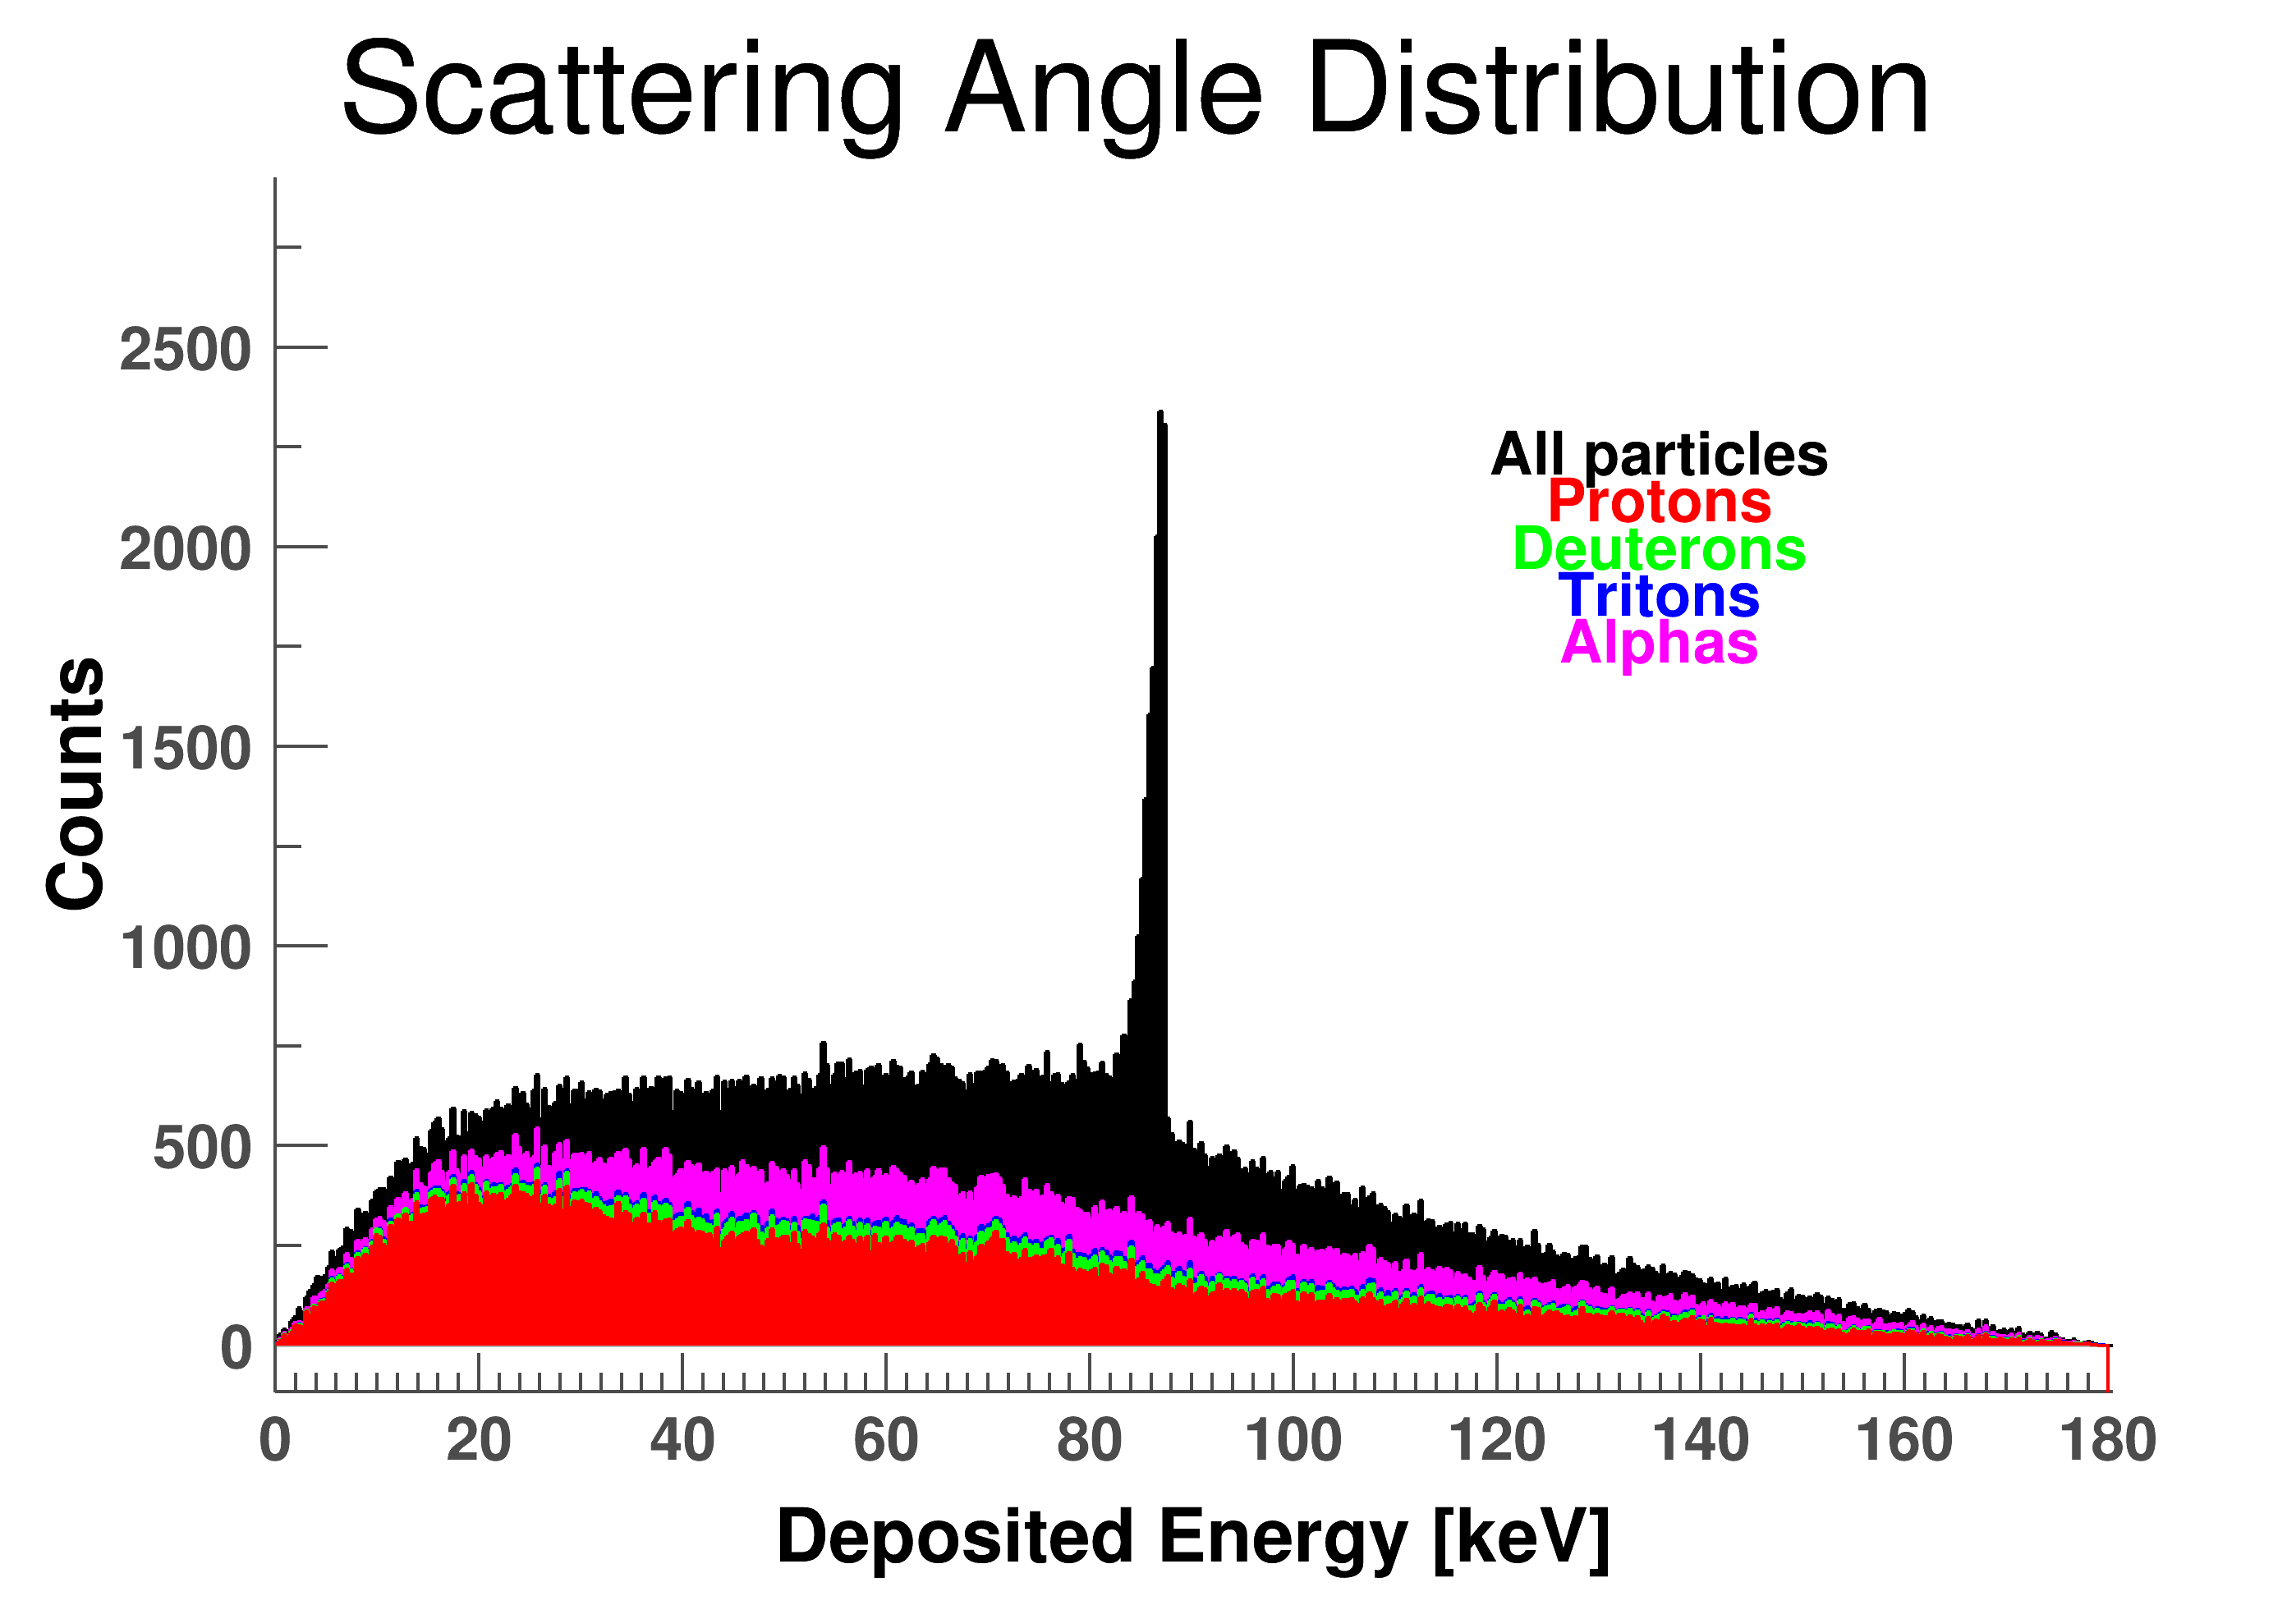 Scattering Angle Distribution
2500
2000
1500
1000
500
0
Counts
All particles
Protons
Deuterons
Tritons
Alphas
0 20 40 60 80 100 120 140 160 180
Deposited Energy [keV]